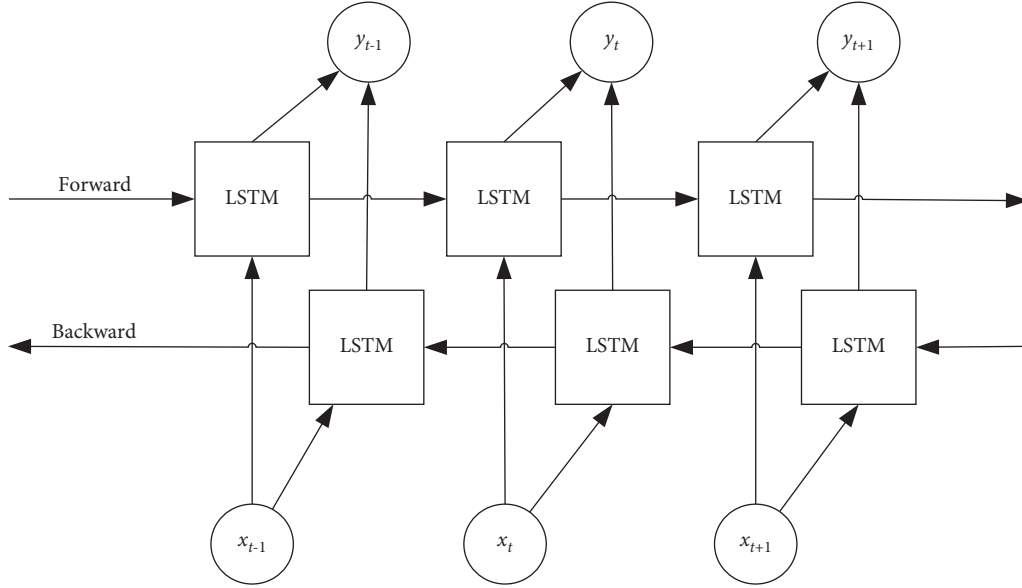 y_{t-1} y_t y_{t+1}
Forward
LSTM LSTM LSTM
Backward
LSTM LSTM LSTM
x_{t-1} x_t x_{t+1}